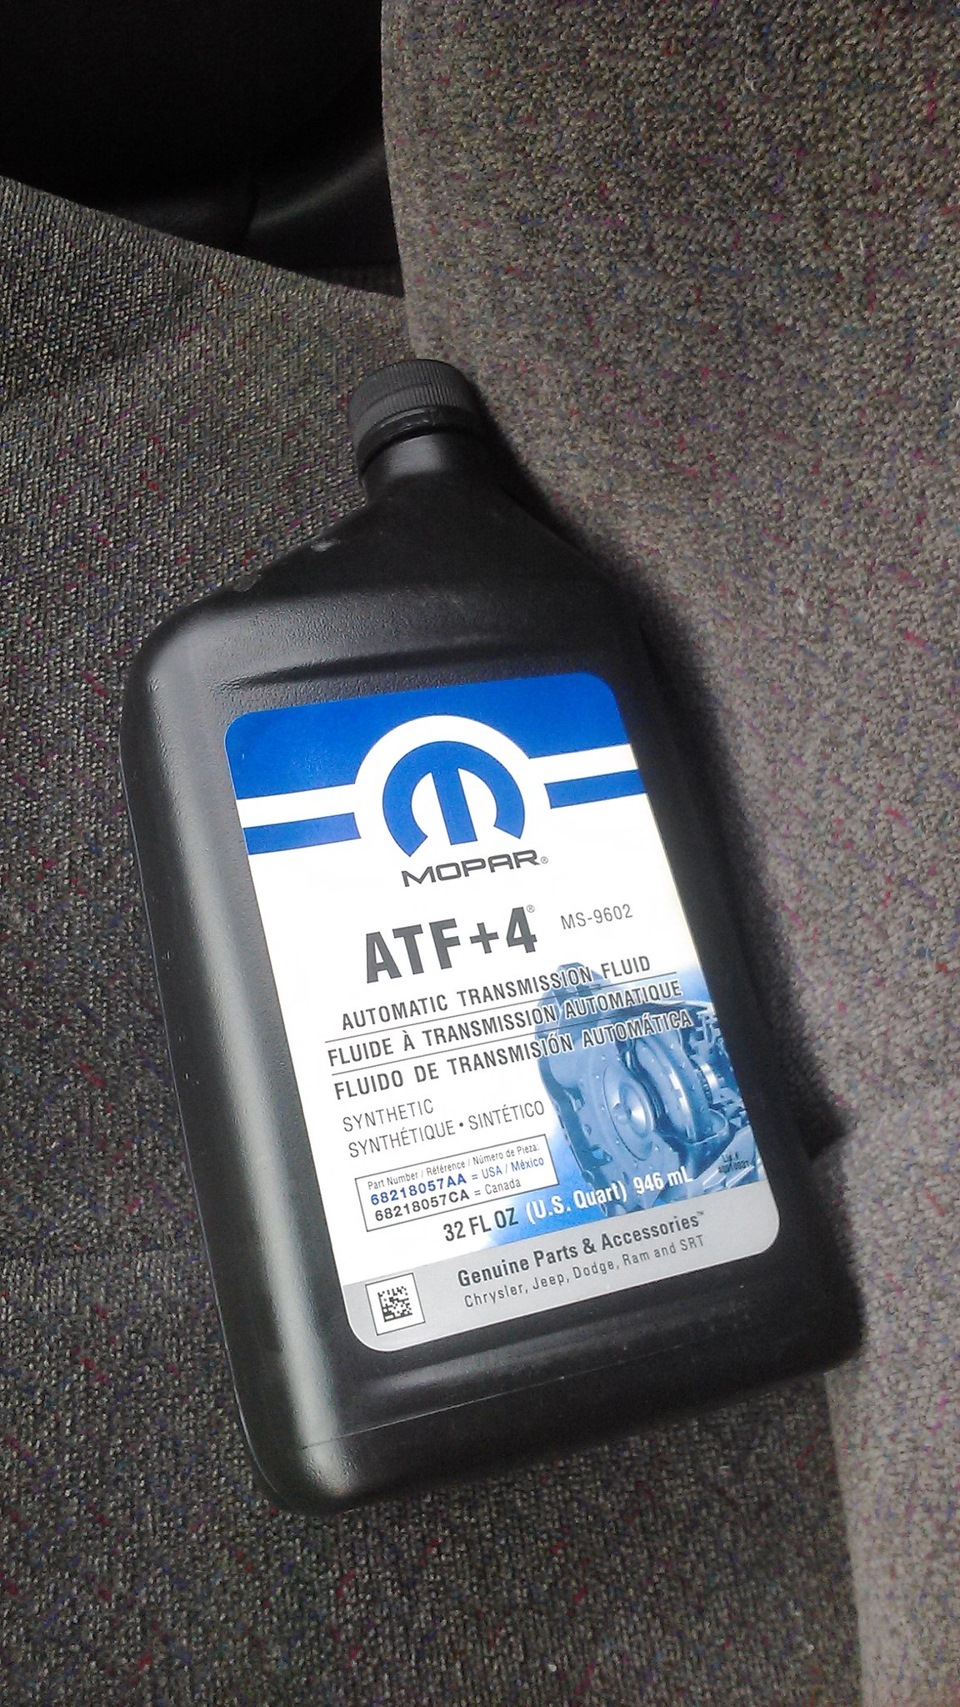 MOPAR®
ATF+4® MS-9602
AUTOMATIC TRANSMISSION FLUID
FLUIDE À TRANSMISSION AUTOMATIQUE
FLUIDO DE TRANSMISIÓN AUTOMÁTICA
SYNTHETIC
SYNTHÉTIQUE • SINTÉTICO
Part Number / Référence / Número de Pieza:
68218057AA = USA / México
68218057CA = Canada
32 FL OZ (U.S. Quart) 946 mL
Genuine Parts & Accessories™
Chrysler, Jeep, Dodge, Ram and SRT